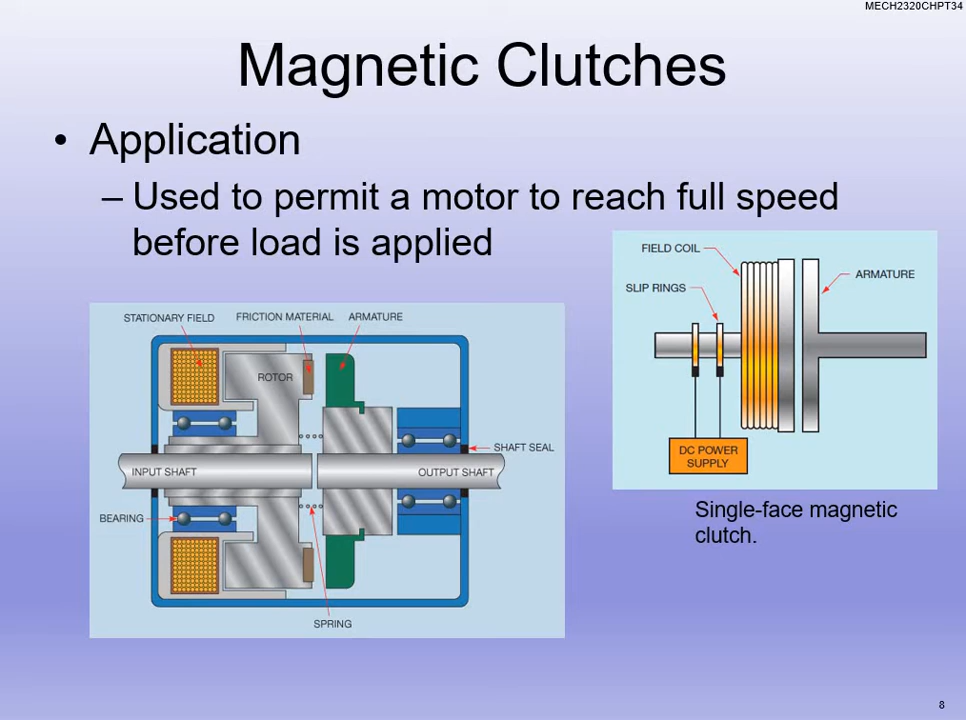 MECH2320CHPT34
Magnetic Clutches
• Application
– Used to permit a motor to reach full speed
before load is applied
STATIONARY FIELD
FRICTION MATERIAL
ARMATURE
ROTOR
SHAFT SEAL
INPUT SHAFT
OUTPUT SHAFT
BEARING
SPRING
FIELD COIL
SLIP RINGS
ARMATURE
DC POWER
SUPPLY
Single-face magnetic
clutch.
8